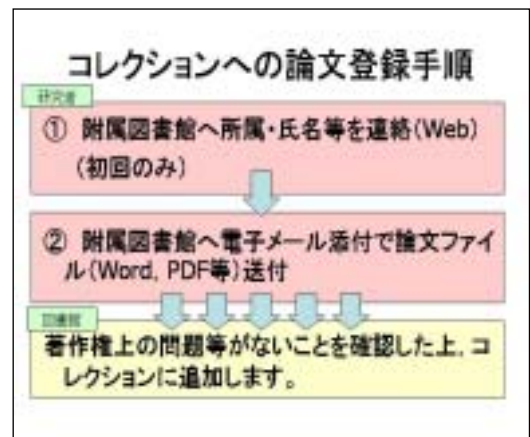 コレクションへの論文登録手順
研究者
① 附属図書館へ所属・氏名等を連絡(Web)
(初回のみ)
② 附属図書館へ電子メール添付で論文ファイ
ル(Word, PDF等)送付
図書館
著作権上の問題等がないことを確認した上, コ
レクションに追加します。